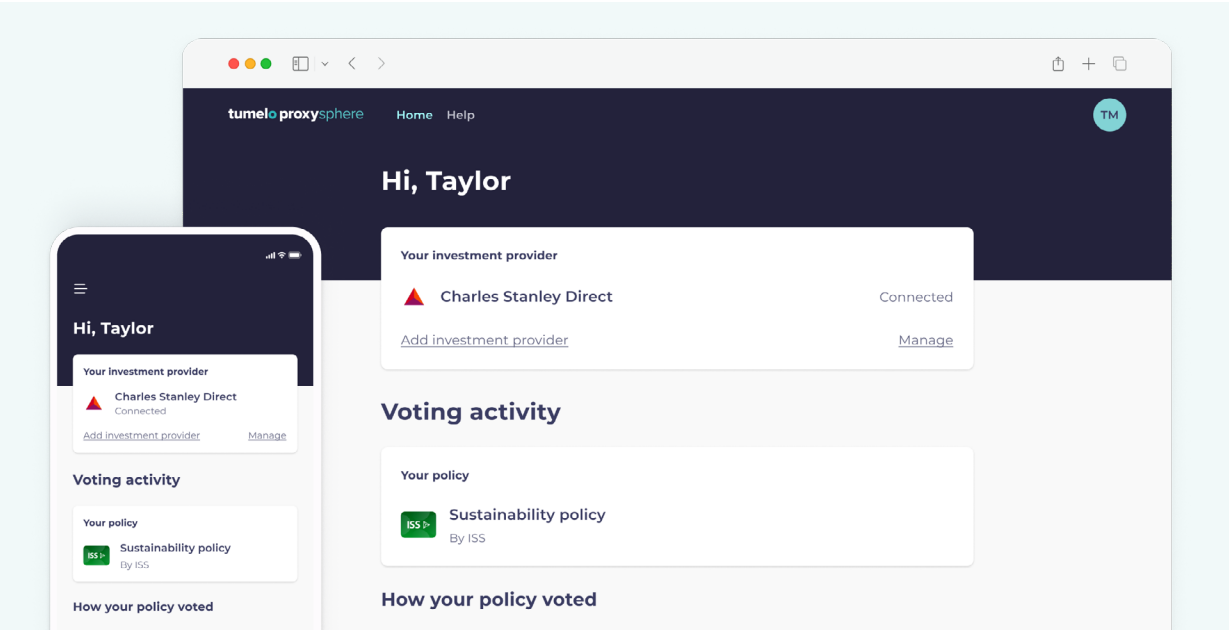 tumelo proxysphere Home Help TM
Hi, Taylor
Your investment provider
Charles Stanley Direct Connected
Add investment provider Manage
Voting activity
Your policy
ISS
Sustainability policy
By ISS
How your policy voted
Hi, Taylor
Your investment provider
Charles Stanley Direct
Connected
Add investment provider Manage
Voting activity
Your policy
ISS
Sustainability policy
By ISS
How your policy voted